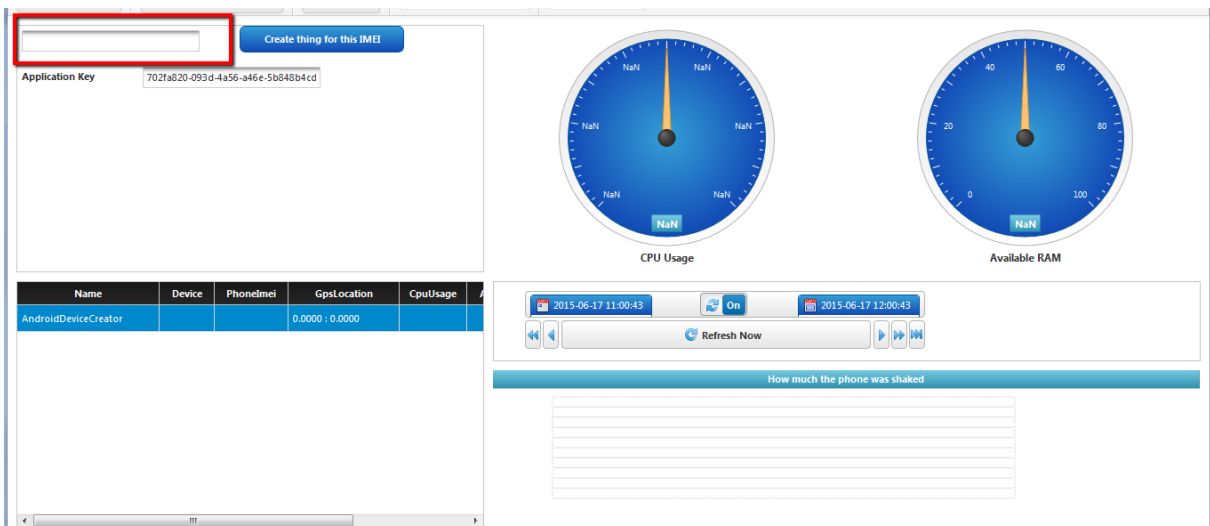 Create thing for this IMEI
Application Key 702fa820-093d-4a56-a46e-5b848b4cd
NaN NaN
NaN NaN
NaN NaN
NaN
CPU Usage
40 60
20 80
0 100
NaN
Available RAM
Name Device PhoneImei GpsLocation CpuUsage
AndroidDeviceCreator 0.0000 : 0.0000
2015-06-17 11:00:43 On 2015-06-17 12:00:43
Refresh Now
How much the phone was shaked